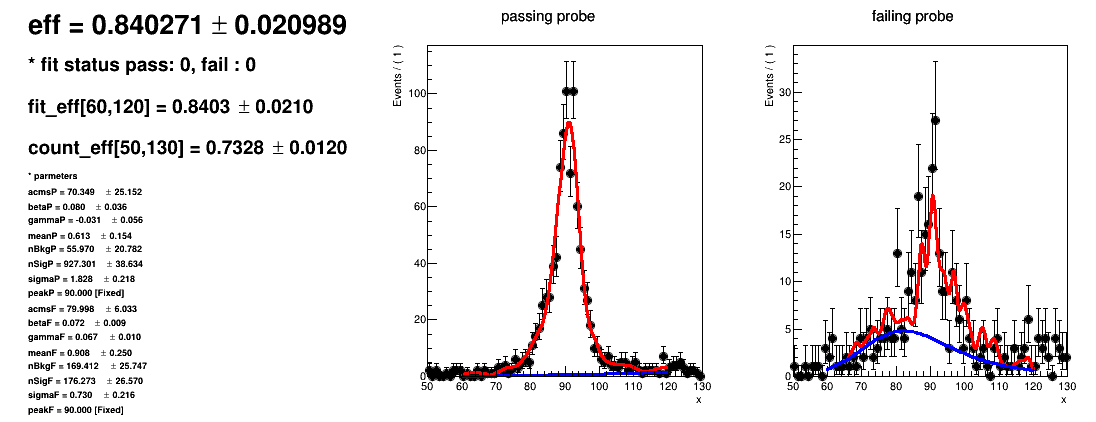 eff = 0.840271 ± 0.020989
* fit status pass: 0, fail : 0
fit_eff[60,120] = 0.8403 ± 0.0210
count_eff[50,130] = 0.7328 ± 0.0120
* parmeters
acmsP = 70.349 ± 25.152
betaP = 0.080 ± 0.036
gammaP = -0.031 ± 0.056
meanP = 0.613 ± 0.154
nBkgP = 55.970 ± 20.782
nSigP = 927.301 ± 38.634
sigmaP = 1.828 ± 0.218
peakP = 90.000 [Fixed]
acmsF = 79.998 ± 6.033
betaF = 0.072 ± 0.009
gammaF = 0.067 ± 0.010
meanF = 0.908 ± 0.250
nBkgF = 169.412 ± 25.747
nSigF = 176.273 ± 26.570
sigmaF = 0.730 ± 0.216
peakF = 90.000 [Fixed]
passing probe
Events / ( 1 )
100
80
60
40
20
0
50 60 70 80 90 100 110 120 130
x
failing probe
Events / ( 1 )
30
25
20
15
10
5
0
50 60 70 80 90 100 110 120 130
x